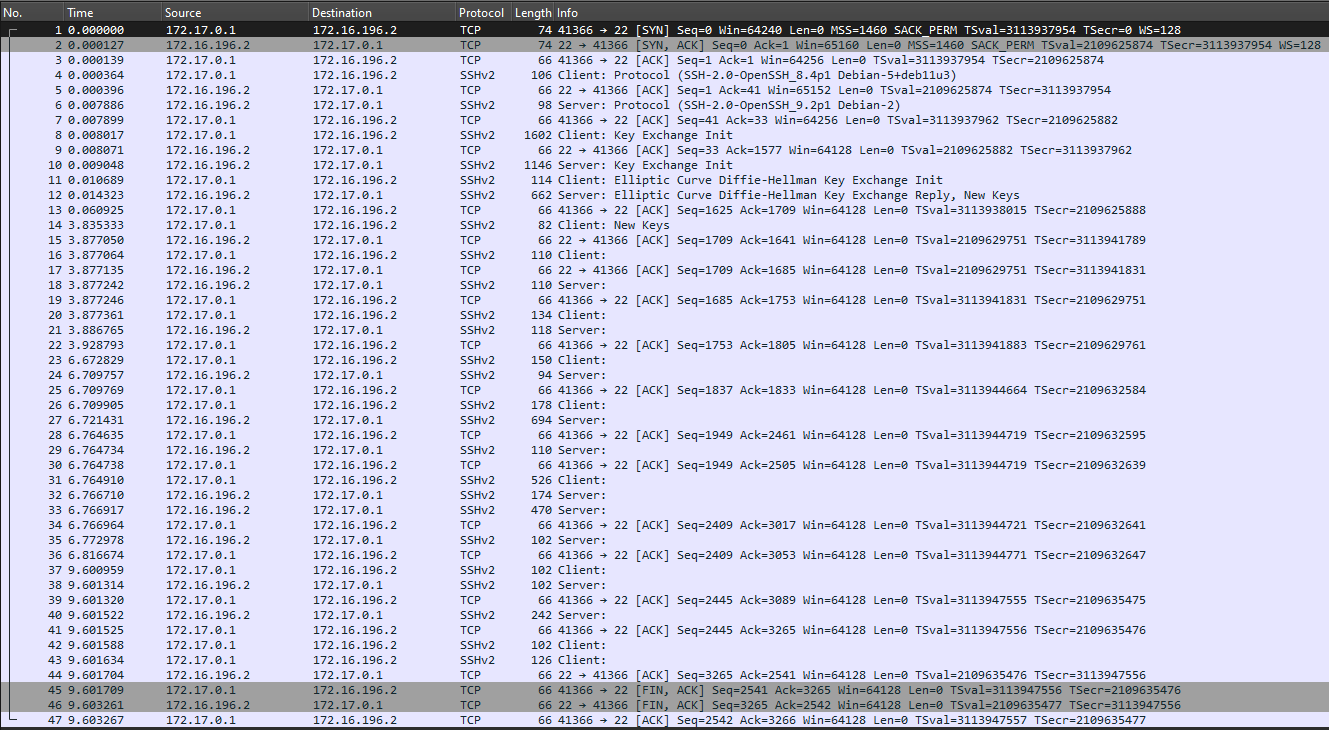 No. Time Source Destination Protocol Length Info
1 0.000000 172.17.0.1 172.16.196.2 TCP 74 41366 → 22 [SYN] Seq=0 Win=64240 Len=0 MSS=1460 SACK_PERM TSval=3113937954 TSecr=0 WS=128
2 0.000127 172.16.196.2 172.17.0.1 TCP 74 22 → 41366 [SYN, ACK] Seq=0 Ack=1 Win=65160 Len=0 MSS=1460 SACK_PERM TSval=2109625874 TSecr=3113937954 WS=128
3 0.000139 172.17.0.1 172.16.196.2 TCP 66 41366 → 22 [ACK] Seq=1 Ack=1 Win=64256 Len=0 TSval=3113937954 TSecr=2109625874
4 0.000364 172.17.0.1 172.16.196.2 SSHv2 106 Client: Protocol (SSH-2.0-OpenSSH_8.4p1 Debian-5+deb11u3)
5 0.000396 172.16.196.2 172.17.0.1 TCP 66 22 → 41366 [ACK] Seq=1 Ack=41 Win=65152 Len=0 TSval=2109625874 TSecr=3113937954
6 0.007886 172.16.196.2 172.17.0.1 SSHv2 98 Server: Protocol (SSH-2.0-OpenSSH_9.2p1 Debian-2)
7 0.007899 172.17.0.1 172.16.196.2 TCP 66 41366 → 22 [ACK] Seq=41 Ack=33 Win=64256 Len=0 TSval=3113937962 TSecr=2109625882
8 0.008017 172.17.0.1 172.16.196.2 SSHv2 1602 Client: Key Exchange Init
9 0.008071 172.16.196.2 172.17.0.1 TCP 66 22 → 41366 [ACK] Seq=33 Ack=1577 Win=64128 Len=0 TSval=2109625882 TSecr=3113937962
10 0.009048 172.16.196.2 172.17.0.1 SSHv2 1146 Server: Key Exchange Init
11 0.010689 172.17.0.1 172.16.196.2 SSHv2 114 Client: Elliptic Curve Diffie-Hellman Key Exchange Init
12 0.014323 172.16.196.2 172.17.0.1 SSHv2 662 Server: Elliptic Curve Diffie-Hellman Key Exchange Reply, New Keys
13 0.060925 172.17.0.1 172.16.196.2 TCP 66 41366 → 22 [ACK] Seq=1625 Ack=1709 Win=64128 Len=0 TSval=3113938015 TSecr=2109625888
14 3.835333 172.17.0.1 172.16.196.2 SSHv2 82 Client: New Keys
15 3.877050 172.16.196.2 172.17.0.1 TCP 66 22 → 41366 [ACK] Seq=1709 Ack=1641 Win=64128 Len=0 TSval=2109629751 TSecr=3113941789
16 3.877064 172.17.0.1 172.16.196.2 SSHv2 110 Client:
17 3.877135 172.16.196.2 172.17.0.1 TCP 66 22 → 41366 [ACK] Seq=1709 Ack=1685 Win=64128 Len=0 TSval=2109629751 TSecr=3113941831
18 3.877242 172.16.196.2 172.17.0.1 SSHv2 110 Server:
19 3.877246 172.17.0.1 172.16.196.2 TCP 66 41366 → 22 [ACK] Seq=1685 Ack=1753 Win=64128 Len=0 TSval=3113941831 TSecr=2109629751
20 3.877361 172.17.0.1 172.16.196.2 SSHv2 134 Client:
21 3.886765 172.16.196.2 172.17.0.1 SSHv2 118 Server:
22 3.928793 172.17.0.1 172.16.196.2 TCP 66 41366 → 22 [ACK] Seq=1753 Ack=1805 Win=64128 Len=0 TSval=3113941883 TSecr=2109629761
23 6.672829 172.17.0.1 172.16.196.2 SSHv2 150 Client:
24 6.709757 172.16.196.2 172.17.0.1 SSHv2 94 Server:
25 6.709769 172.17.0.1 172.16.196.2 TCP 66 41366 → 22 [ACK] Seq=1837 Ack=1833 Win=64128 Len=0 TSval=3113944664 TSecr=2109632584
26 6.709905 172.17.0.1 172.16.196.2 SSHv2 178 Client:
27 6.721431 172.16.196.2 172.17.0.1 SSHv2 694 Server:
28 6.764635 172.17.0.1 172.16.196.2 TCP 66 41366 → 22 [ACK] Seq=1949 Ack=2461 Win=64128 Len=0 TSval=3113944719 TSecr=2109632595
29 6.764734 172.16.196.2 172.17.0.1 SSHv2 110 Server:
30 6.764738 172.17.0.1 172.16.196.2 TCP 66 41366 → 22 [ACK] Seq=1949 Ack=2505 Win=64128 Len=0 TSval=3113944719 TSecr=2109632639
31 6.764910 172.17.0.1 172.16.196.2 SSHv2 526 Client:
32 6.766710 172.16.196.2 172.17.0.1 SSHv2 174 Server:
33 6.766917 172.16.196.2 172.17.0.1 SSHv2 470 Server:
34 6.766964 172.17.0.1 172.16.196.2 TCP 66 41366 → 22 [ACK] Seq=2409 Ack=3017 Win=64128 Len=0 TSval=3113944721 TSecr=2109632641
35 6.772978 172.16.196.2 172.17.0.1 SSHv2 102 Server:
36 6.816674 172.17.0.1 172.16.196.2 TCP 66 41366 → 22 [ACK] Seq=2409 Ack=3053 Win=64128 Len=0 TSval=3113944771 TSecr=2109632647
37 9.600959 172.17.0.1 172.16.196.2 SSHv2 102 Client:
38 9.601314 172.16.196.2 172.17.0.1 SSHv2 102 Server:
39 9.601320 172.17.0.1 172.16.196.2 TCP 66 41366 → 22 [ACK] Seq=2445 Ack=3089 Win=64128 Len=0 TSval=3113947555 TSecr=2109635475
40 9.601522 172.16.196.2 172.17.0.1 SSHv2 242 Server:
41 9.601525 172.17.0.1 172.16.196.2 TCP 66 41366 → 22 [ACK] Seq=2445 Ack=3265 Win=64128 Len=0 TSval=3113947556 TSecr=2109635476
42 9.601588 172.17.0.1 172.16.196.2 SSHv2 102 Client:
43 9.601634 172.17.0.1 172.16.196.2 SSHv2 126 Client:
44 9.601704 172.16.196.2 172.17.0.1 TCP 66 22 → 41366 [ACK] Seq=3265 Ack=2541 Win=64128 Len=0 TSval=2109635476 TSecr=3113947556
45 9.601709 172.17.0.1 172.16.196.2 TCP 66 41366 → 22 [FIN, ACK] Seq=2541 Ack=3265 Win=64128 Len=0 TSval=3113947556 TSecr=2109635476
46 9.603261 172.16.196.2 172.17.0.1 TCP 66 22 → 41366 [FIN, ACK] Seq=3265 Ack=2542 Win=64128 Len=0 TSval=2109635477 TSecr=3113947556
47 9.603267 172.17.0.1 172.16.196.2 TCP 66 41366 → 22 [ACK] Seq=2542 Ack=3266 Win=64128 Len=0 TSval=3113947557 TSecr=2109635477